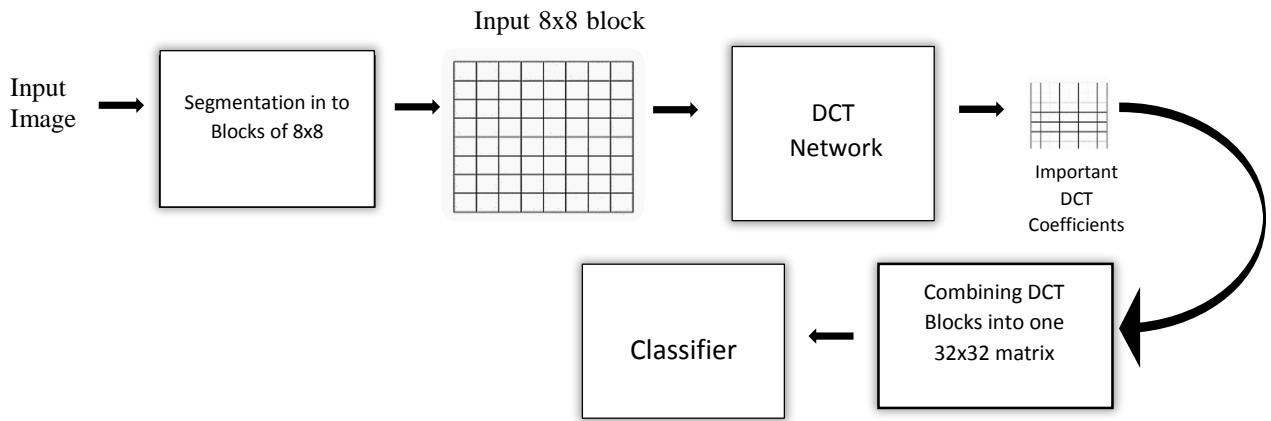 Input 8x8 block
Input
Image
Segmentation in to
Blocks of 8x8
DCT
Network
Important
DCT
Coefficients
Combining DCT
Blocks into one
32x32 matrix
Classifier